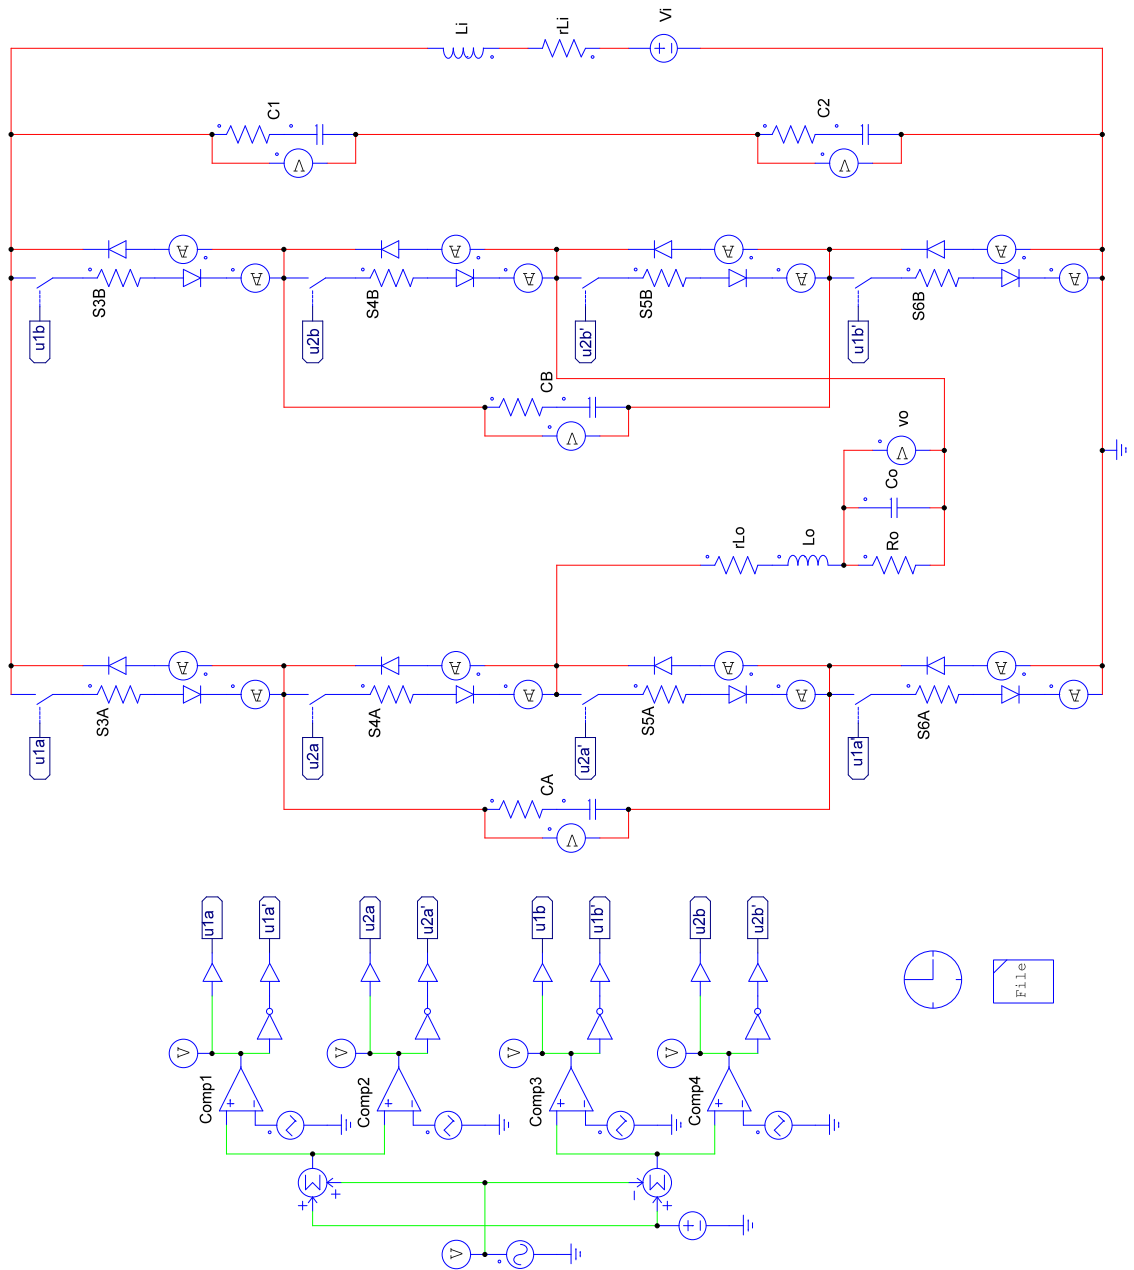 Li
rLi
Vi
C1
C2
V
V
A
A
A
A
A
A
A
A
S3B
S4B
S5B
S6B
u1b
u2b
u2b'
u1b'
CB
V
vo
V
Co
rLo
Lo
Ro
A
A
A
A
A
A
A
A
S3A
S4A
S5A
S6A
u1a
u2a
u2a'
u1a'
CA
V
u1a
u1a'
u2a
u2a'
u1b
u1b'
u2b
u2b'
File
V
V
V
V
Comp1
Comp2
Comp3
Comp4
Σ
Σ
V